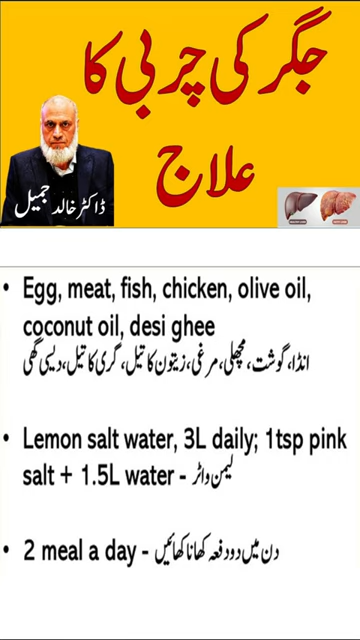 جگر کی چربی کا
علاج
ڈاکٹر خالد جمیل
• Egg, meat, fish, chicken, olive oil,
coconut oil, desi ghee
انڈا، گوشت، مچھلی، مرغی، زیتون کا تیل، گری کا تیل، دیسی گھی
• Lemon salt water, 3L daily; 1tsp pink
salt + 1.5L water - لیمن واٹر
• 2 meal a day - دن میں دو دفعہ کھانا کھائیں